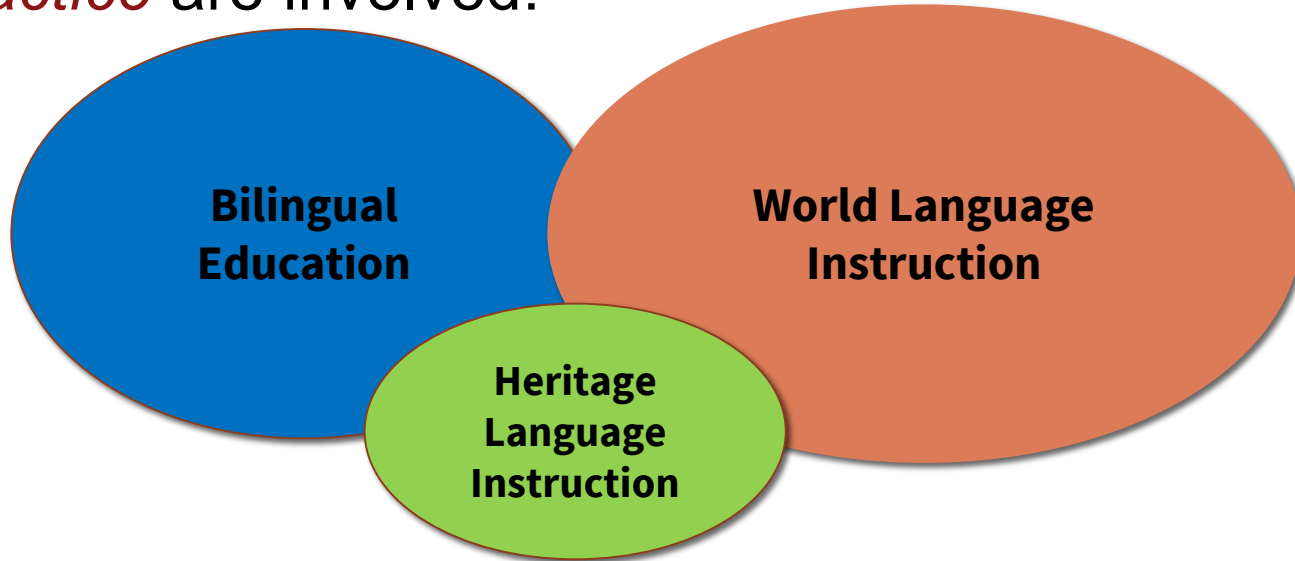 are involved.
Bilingual
Education
World Language
Instruction
Heritage
Language
Instruction